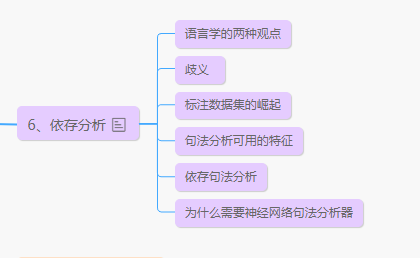 语言学的两种观点
歧义
标注数据集的崛起
6、依存分析
句法分析可用的特征
依存句法分析
为什么需要神经网络句法分析器